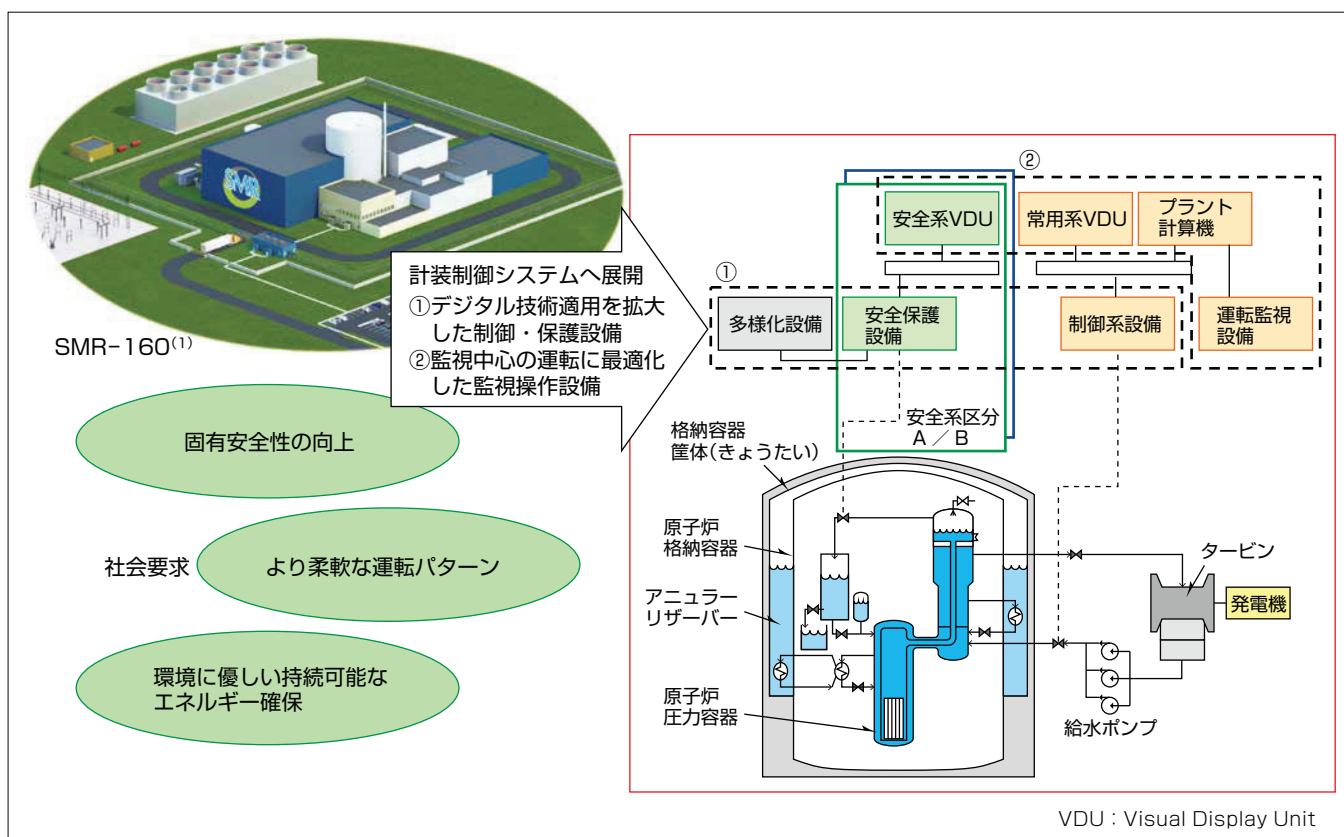 SMR
SMR-160(1)
計装制御システムへ展開
①デジタル技術適用を拡大
した制御・保護設備
②監視中心の運転に最適化
した監視操作設備
固有安全性の向上
社会要求
より柔軟な運転パターン
環境に優しい持続可能な
エネルギー確保
②
安全系VDU
常用系VDU
プラント
計算機
①
多様化設備
安全保護
設備
制御系設備
運転監視
設備
安全系区分
A / B
格納容器
筐体(きょうたい)
原子炉
格納容器
アニュラー
リザーバー
原子炉
圧力容器
タービン
発電機
給水ポンプ
VDU:Visual Display Unit